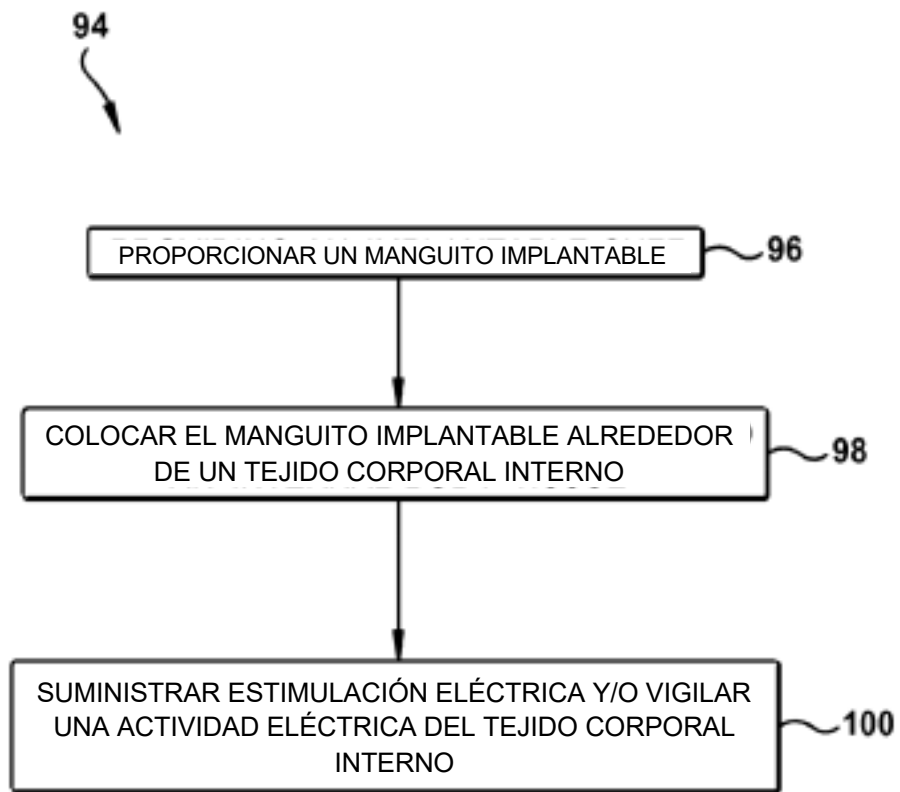 94
PROPORCIONAR UN MANGUITO IMPLANTABLE
96
COLOCAR EL MANGUITO IMPLANTABLE ALREDEDOR
DE UN TEJIDO CORPORAL INTERNO
98
SUMINISTRAR ESTIMULACIÓN ELÉCTRICA Y/O VIGILAR
UNA ACTIVIDAD ELÉCTRICA DEL TEJIDO CORPORAL
INTERNO
100